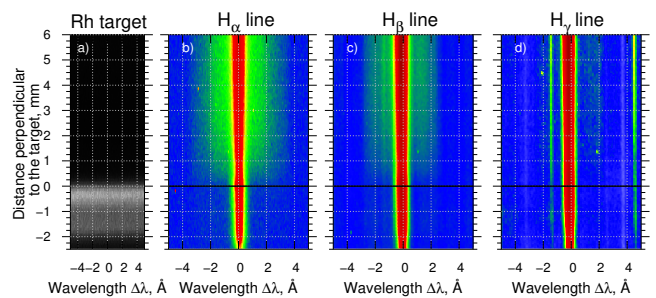 Rh target
Hα line
Hβ line
Hγ line
Distance perpendicular
to the target, mm
6
5
4
3
2
1
0
−1
−2
a)
b)
c)
d)
−4 −2 0 2 4
−4 −2 0 2 4
−4 −2 0 2 4
−4 −2 0 2 4
Wavelength Δλ, Å
Wavelength Δλ, Å
Wavelength Δλ, Å
Wavelength Δλ, Å